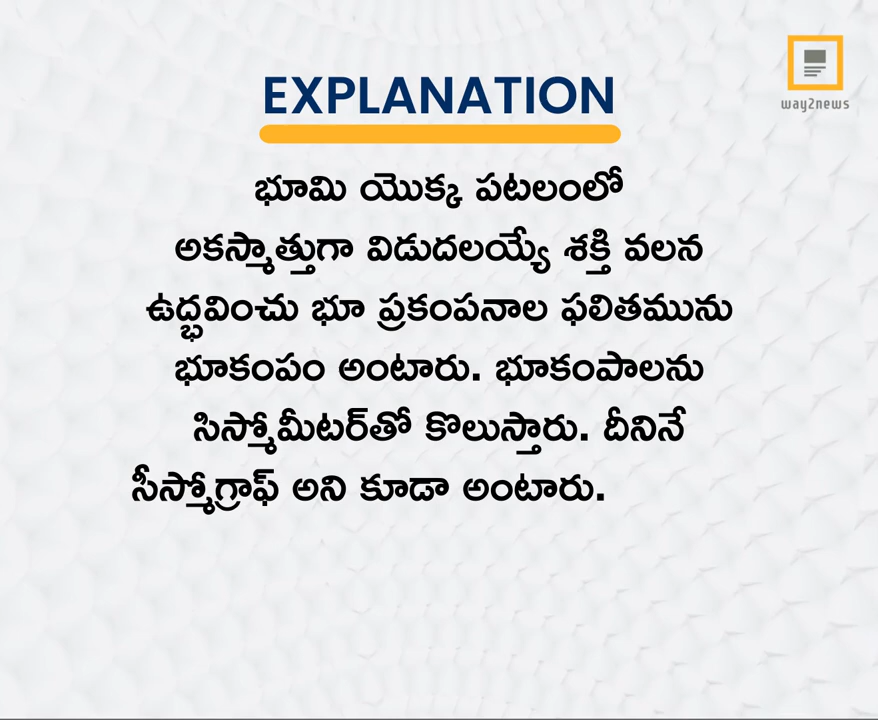 way2news
EXPLANATION
భూమి యొక్క పటలంలో
అకస్మాత్తుగా విడుదలయ్యే శక్తి వలన
ఉద్భవించు భూ ప్రకంపనాల ఫలితమును
భూకంపం అంటారు. భూకంపాలను
సిస్మోమీటర్‌తో కొలుస్తారు. దీనినే
సీస్మోగ్రాఫ్ అని కూడా అంటారు.